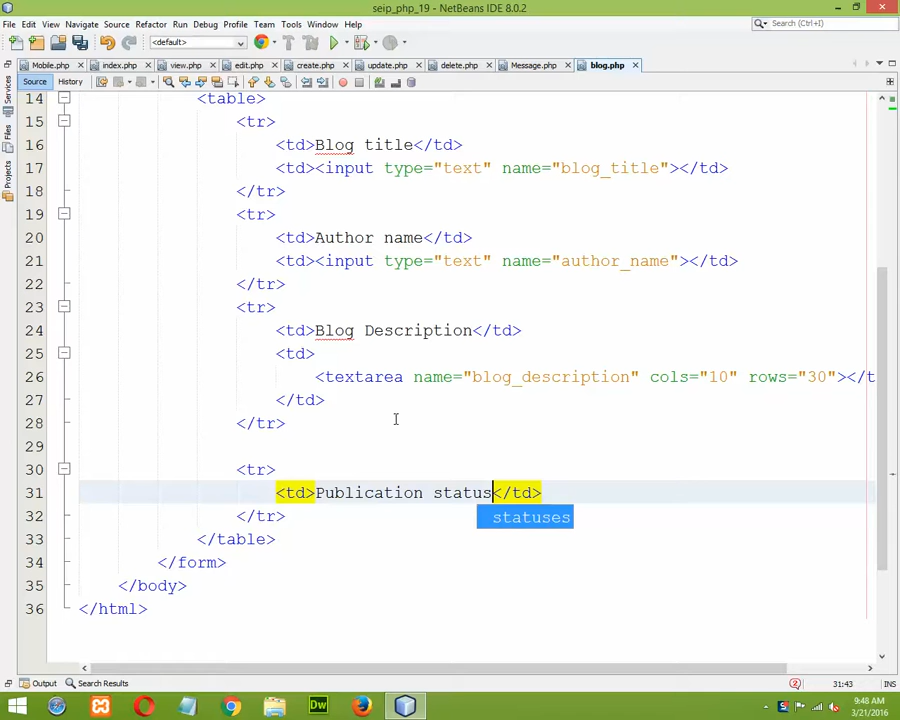 seip_php_19 - NetBeans IDE 8.0.2
File Edit View Navigate Source Refactor Run Debug Profile Team Tools Window Help
Search (Ctrl+I)
<default>
Mobile.php index.php view.php edit.php create.php update.php delete.php Message.php blog.php
Source History
Services
Files
Projects
14 <table>
15 <tr>
16 <td>Blog title</td>
17 <td><input type="text" name="blog_title"></td>
18 </tr>
19 <tr>
20 <td>Author name</td>
21 <td><input type="text" name="author_name"></td>
22 </tr>
23 <tr>
24 <td>Blog Description</td>
25 <td>
26 <textarea name="blog_description" cols="10" rows="30"></t
27 </td>
28 </tr>
29
30 <tr>
31 <td>Publication status</td>
statuses
32 </tr>
33 </table>
34 </form>
35 </body>
36 </html>
Output Search Results
2 31:43 INS
Dw
9:48 AM
3/21/2016